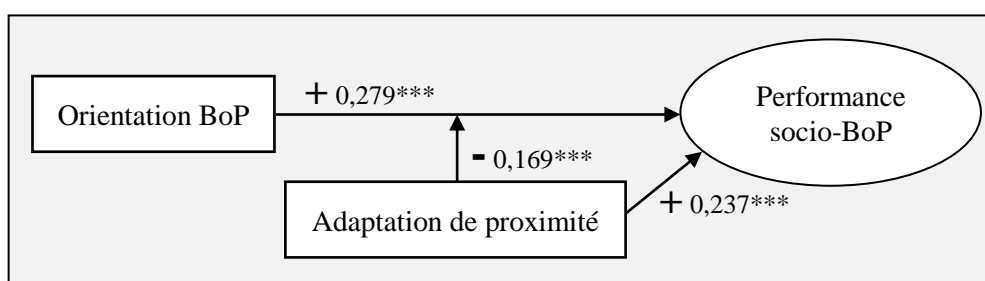 + 0,279***
Orientation BoP
Performance
socio-BoP
- 0,169***
+ 0,237***
Adaptation de proximité